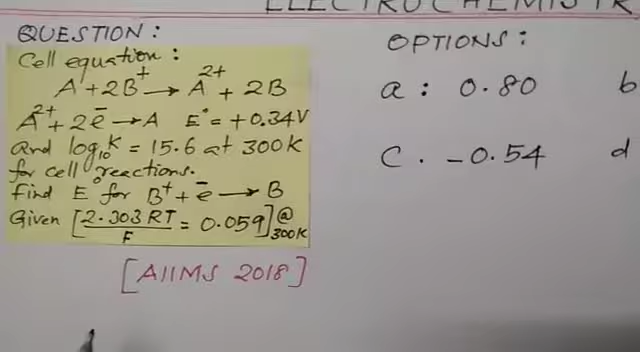 ELECTROCHEMISTR
QUESTION :
Cell equation :
A + 2B⁺ → A²⁺ + 2B
A²⁺ + 2e̅ → A E° = +0.34V
And log₁₀K = 15.6 at 300K
for cell reactions.
Find E° for B⁺ + e̅ → B
Given [2.303 RT/F = 0.059]@300K
[AIIMS 2018]
OPTIONS :
a : 0.80 b
C . -0.54 d